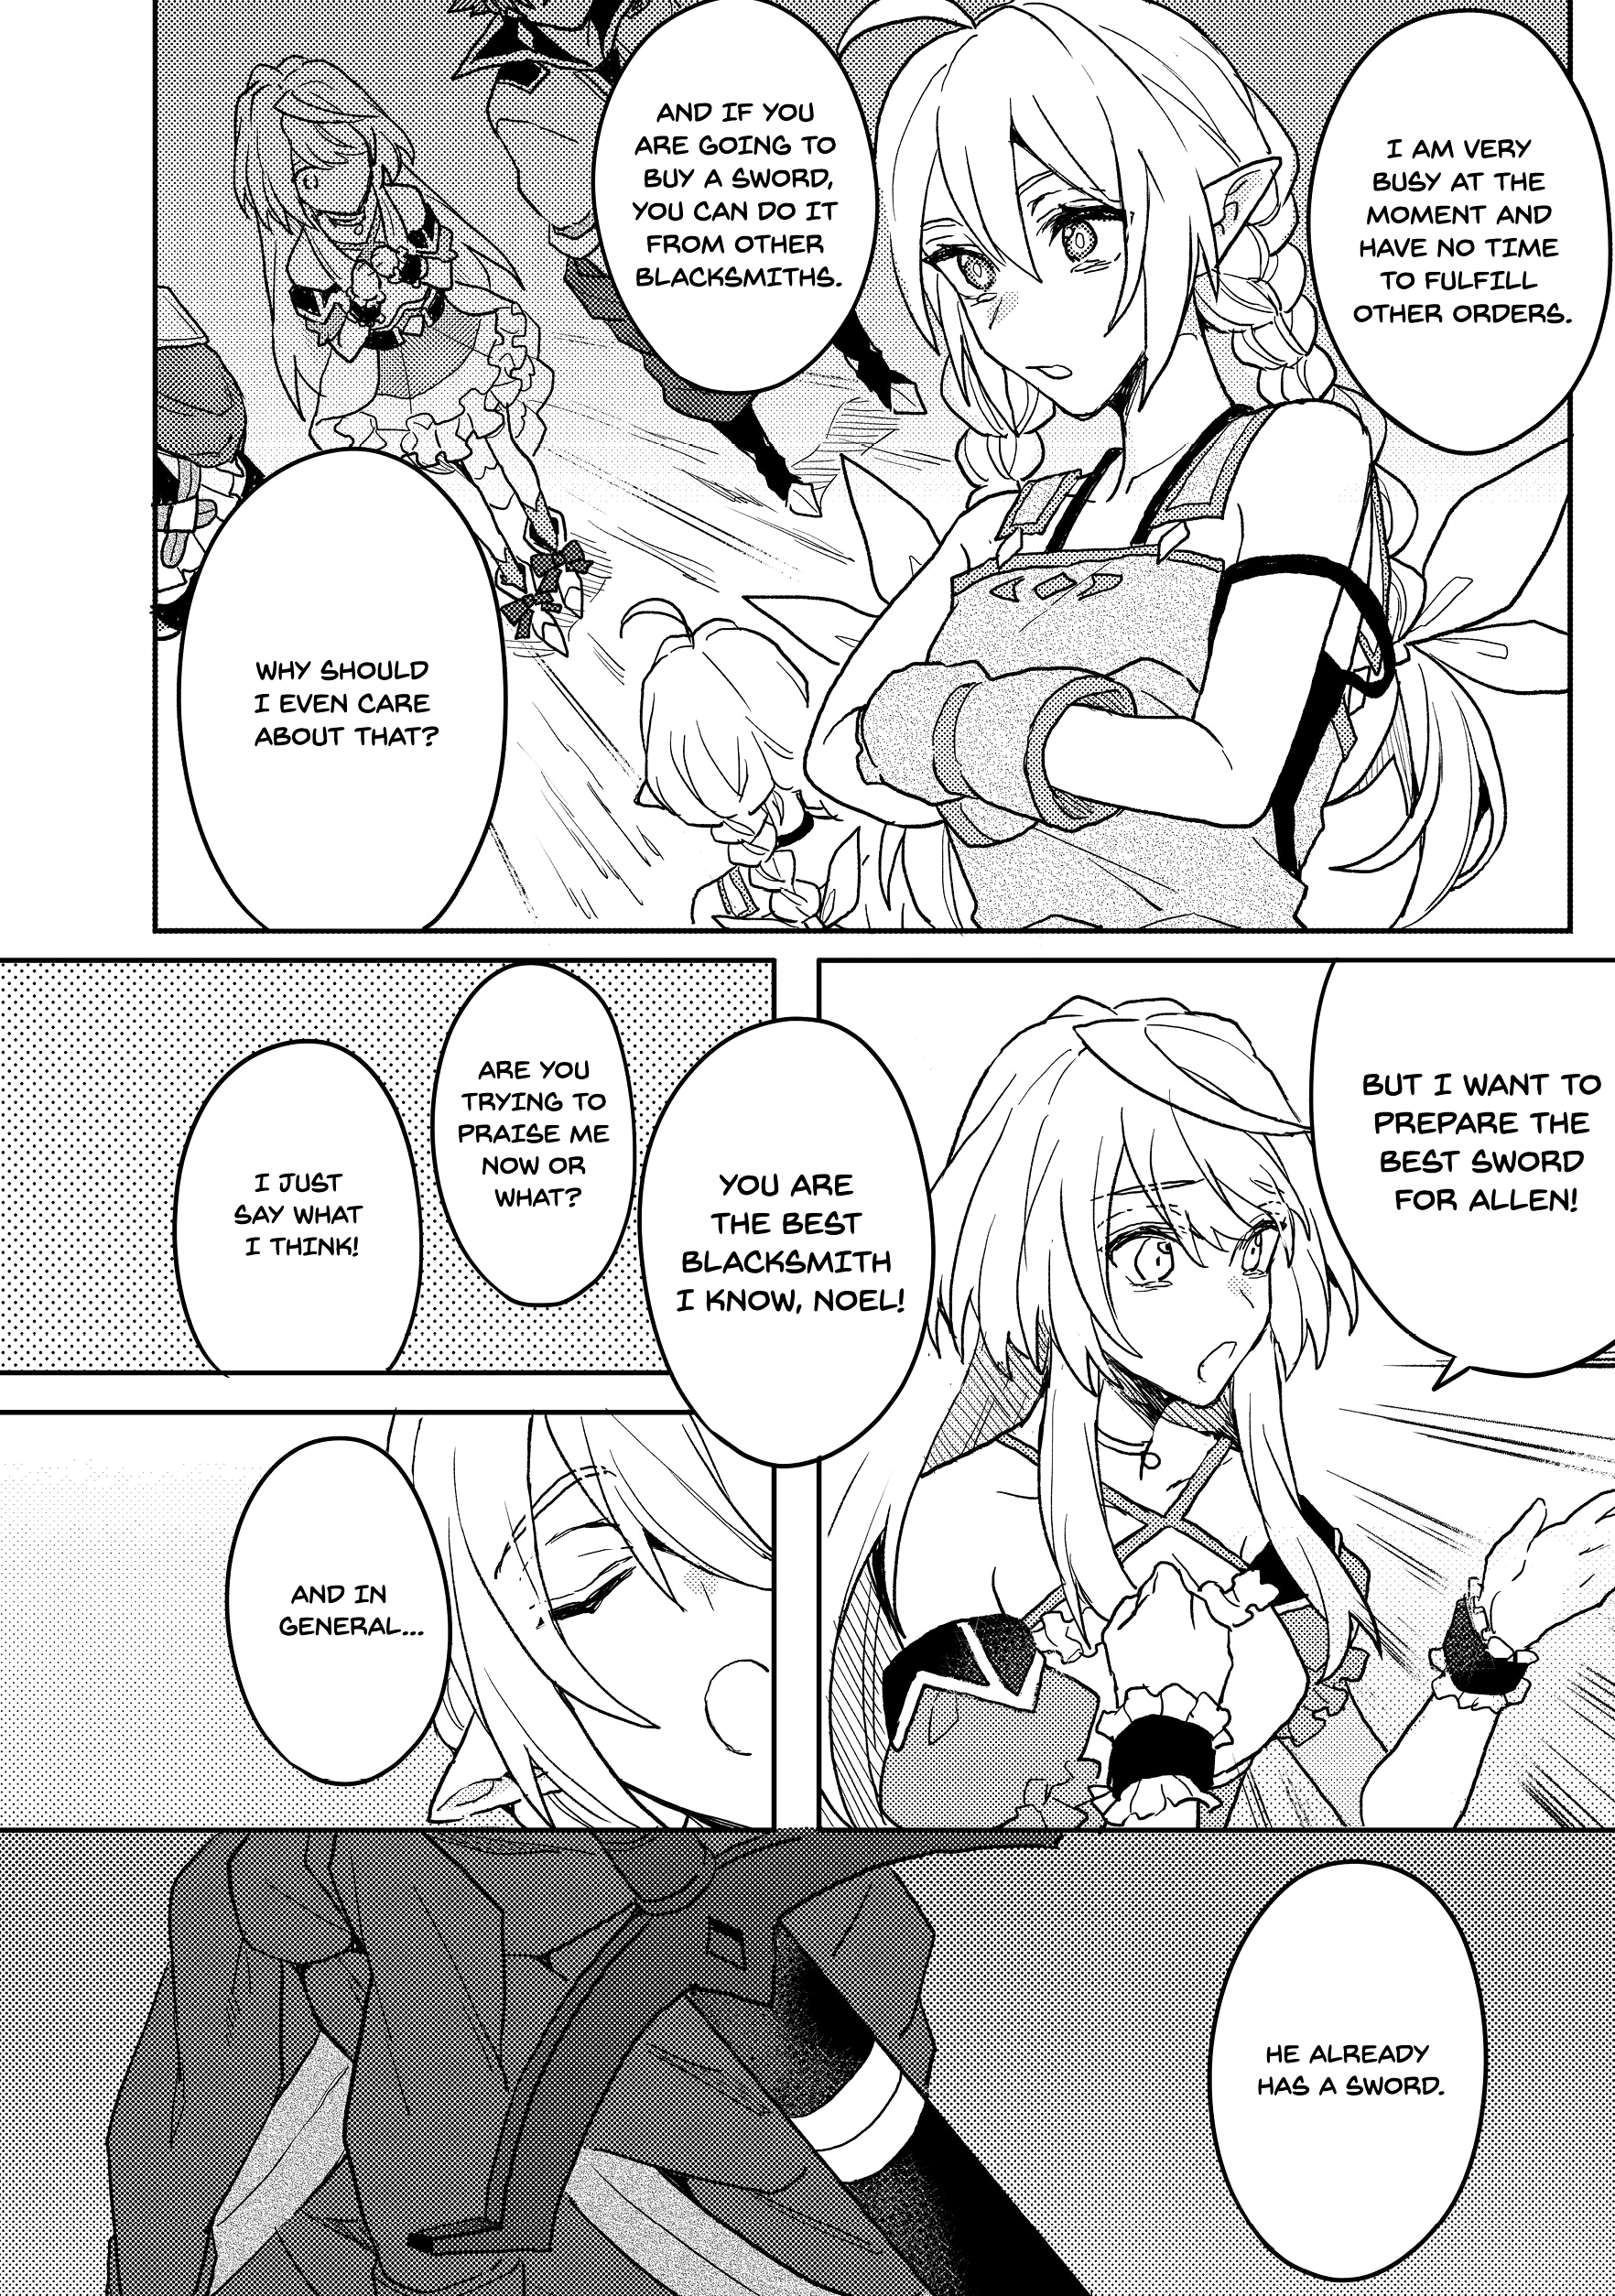 I AM VERY
BUSY AT THE
MOMENT AND
HAVE NO TIME
TO FULFILL
OTHER ORDERS.
AND IF YOU
ARE GOING TO
BUY A SWORD,
YOU CAN DO IT
FROM OTHER
BLACKSMITHS.
WHY SHOULD
I EVEN CARE
ABOUT THAT?
BUT I WANT TO
PREPARE THE
BEST SWORD
FOR ALLEN!
YOU ARE
THE BEST
BLACKSMITH
I KNOW, NOEL!
ARE YOU
TRYING TO
PRAISE ME
NOW OR
WHAT?
I JUST
SAY WHAT
I THINK!
AND IN
GENERAL...
HE ALREADY
HAS A SWORD.